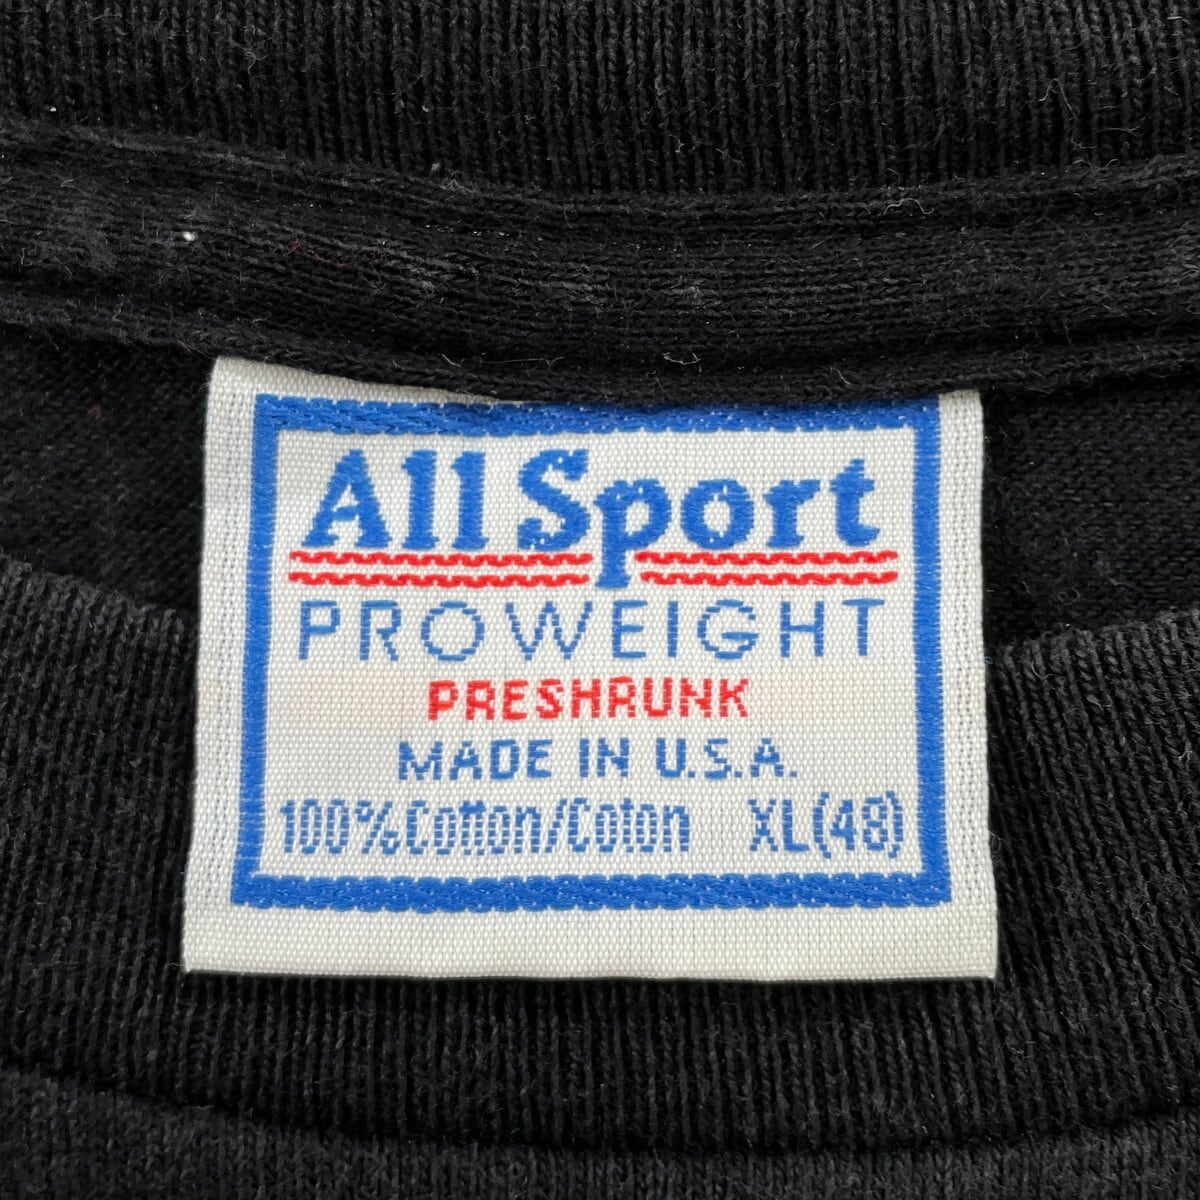 All Sport
PROWEIGHT
PRESHRUNK
MADE IN U.S.A.
100% Cotton/Coton XL(48)